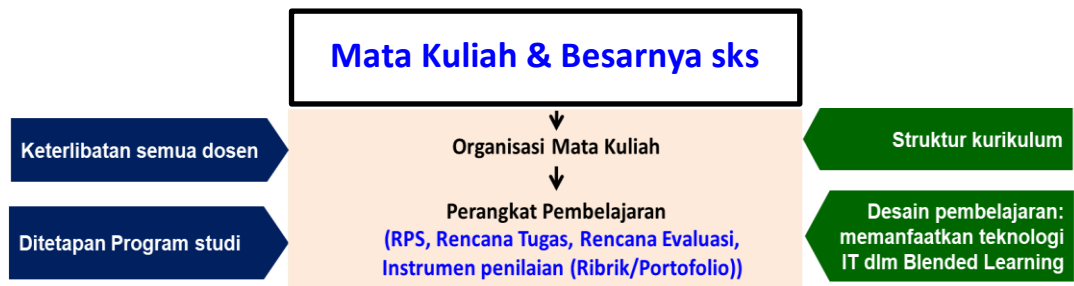 Mata Kuliah & Besarnya sks
Keterlibatan semua dosen
Organisasi Mata Kuliah
Struktur kurikulum
Ditetapan Program studi
Perangkat Pembelajaran
(RPS, Rencana Tugas, Rencana Evaluasi,
Instrumen penilaian (Ribrik/Portofolio))
Desain pembelajaran:
memanfaatkan teknologi
IT dlm Blended Learning